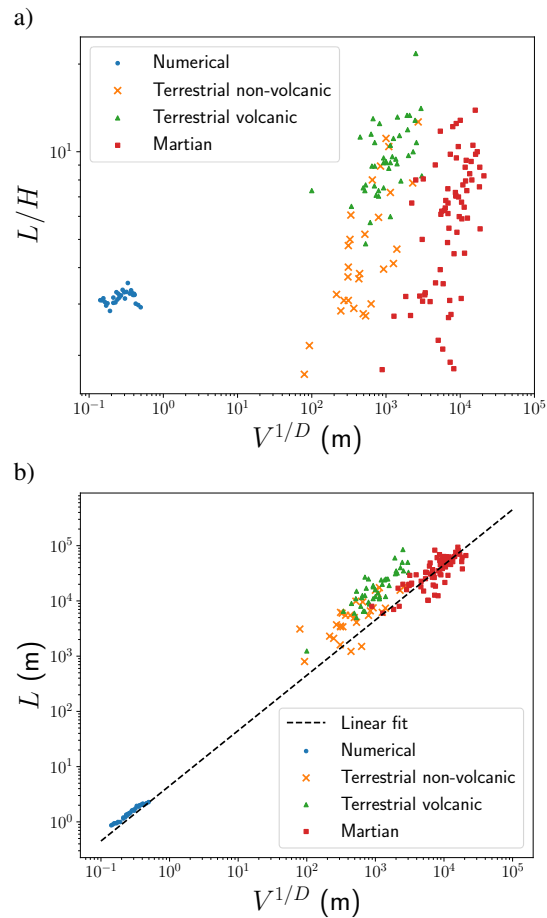 a)
Numerical
Terrestrial non-volcanic
Terrestrial volcanic
Martian
L/H
10^1
10^-1 10^0 10^1 10^2 10^3 10^4 10^5
V^{1/D} (m)
b)
10^5
10^4
10^3
10^2
10^1
10^0
L (m)
Linear fit
Numerical
Terrestrial non-volcanic
Terrestrial volcanic
Martian
10^-1 10^0 10^1 10^2 10^3 10^4 10^5
V^{1/D} (m)